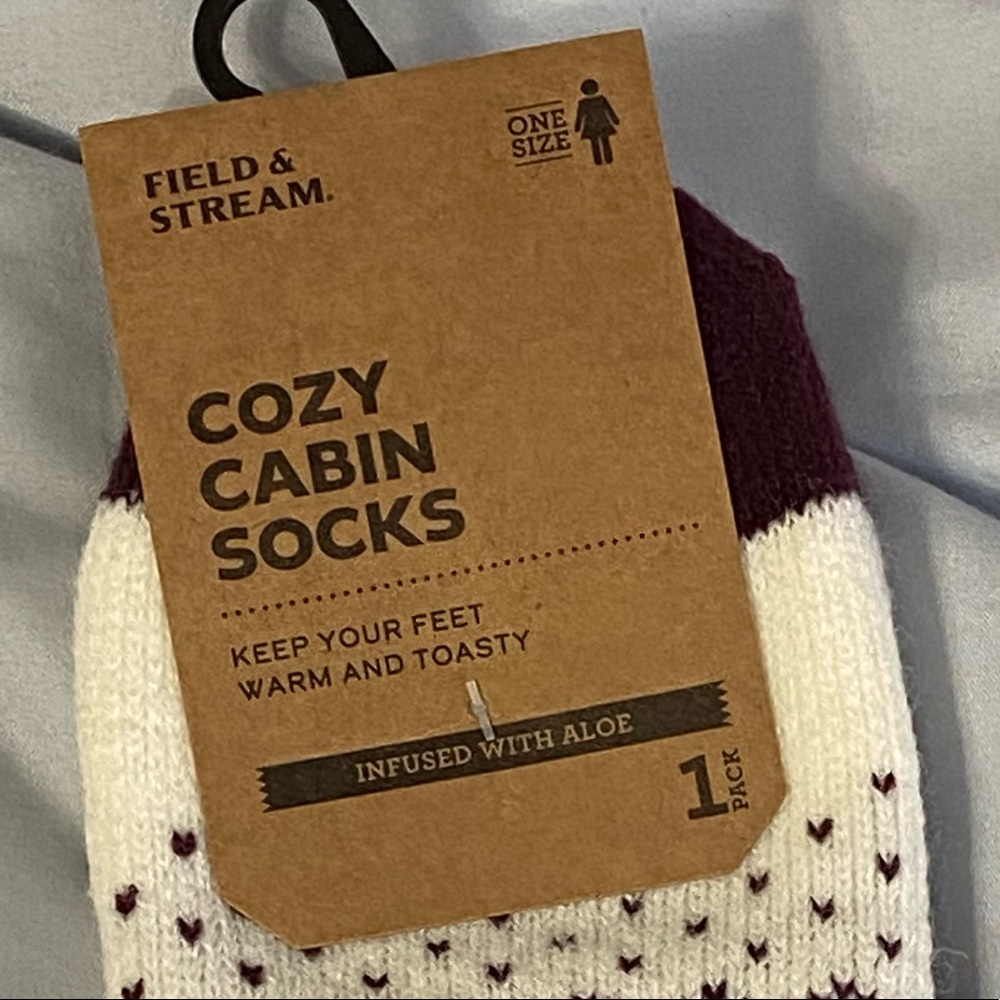 FIELD &
STREAM.
ONE
SIZE
COZY
CABIN
SOCKS
KEEP YOUR FEET
WARM AND TOASTY
INFUSED WITH ALOE
1 PACK